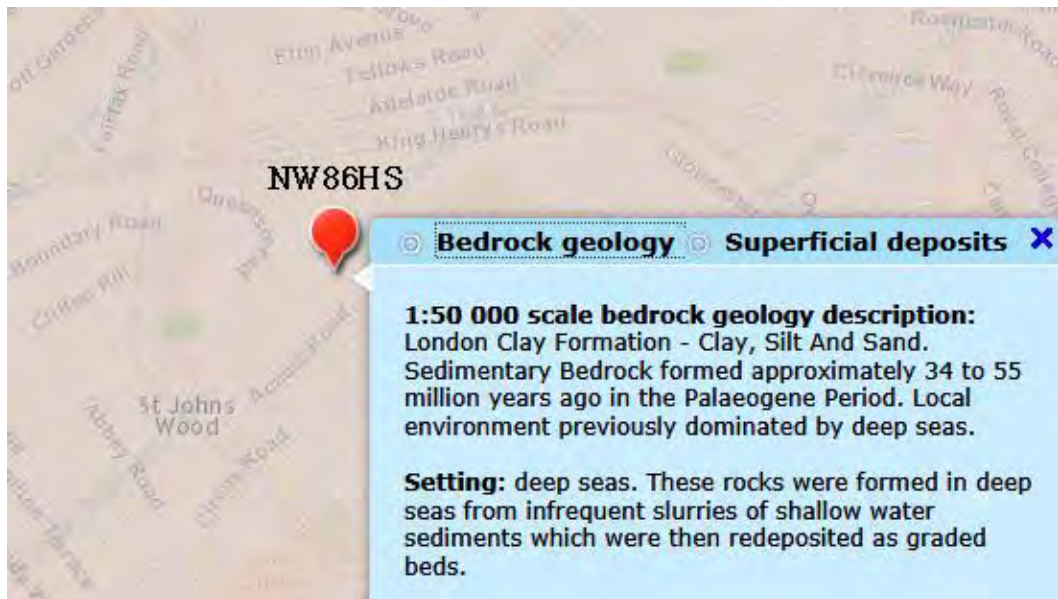 Finn Avenue
Fellows Road
Adelaide Road
King Henry's Road
Fairfax Road
NW86HS
Boundary Road
Clifton Hill
St Johns
Wood
Abbey Road
Acacia Road
Bedrock geology
Superficial deposits
1:50 000 scale bedrock geology description:
London Clay Formation - Clay, Silt And Sand.
Sedimentary Bedrock formed approximately 34 to 55
million years ago in the Palaeogene Period. Local
environment previously dominated by deep seas.
Setting: deep seas. These rocks were formed in deep
seas from infrequent slurries of shallow water
sediments which were then redeposited as graded
beds.